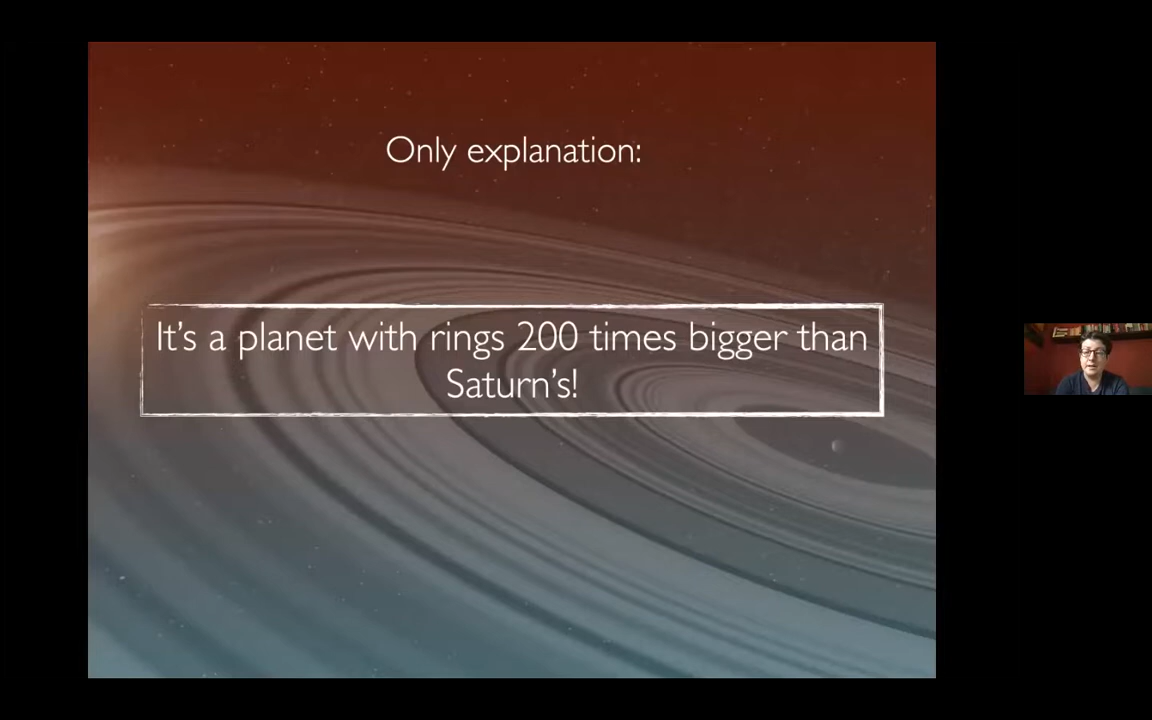 Only explanation:
It's a planet with rings 200 times bigger than
Saturn's!